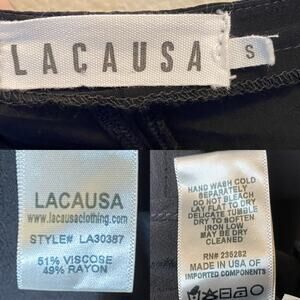 LACAUSA
S
LACAUSA
www.lacausaclothing.com
STYLE# LA30387
51% VISCOSE
49% RAYON
HAND WASH COLD
SEPARATELY
DO NOT BLEACH
LAY FLAT TO DRY
DELICATE TUMBLE
DRY TO SOFTEN
IRON LOW
MAY BE DRY
CLEANED
RN# 235282
MADE IN USA OF
IMPORTED COMPONENTS